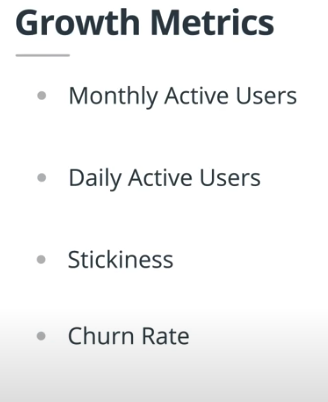 Growth Metrics
Monthly Active Users
Daily Active Users
Stickiness
Churn Rate